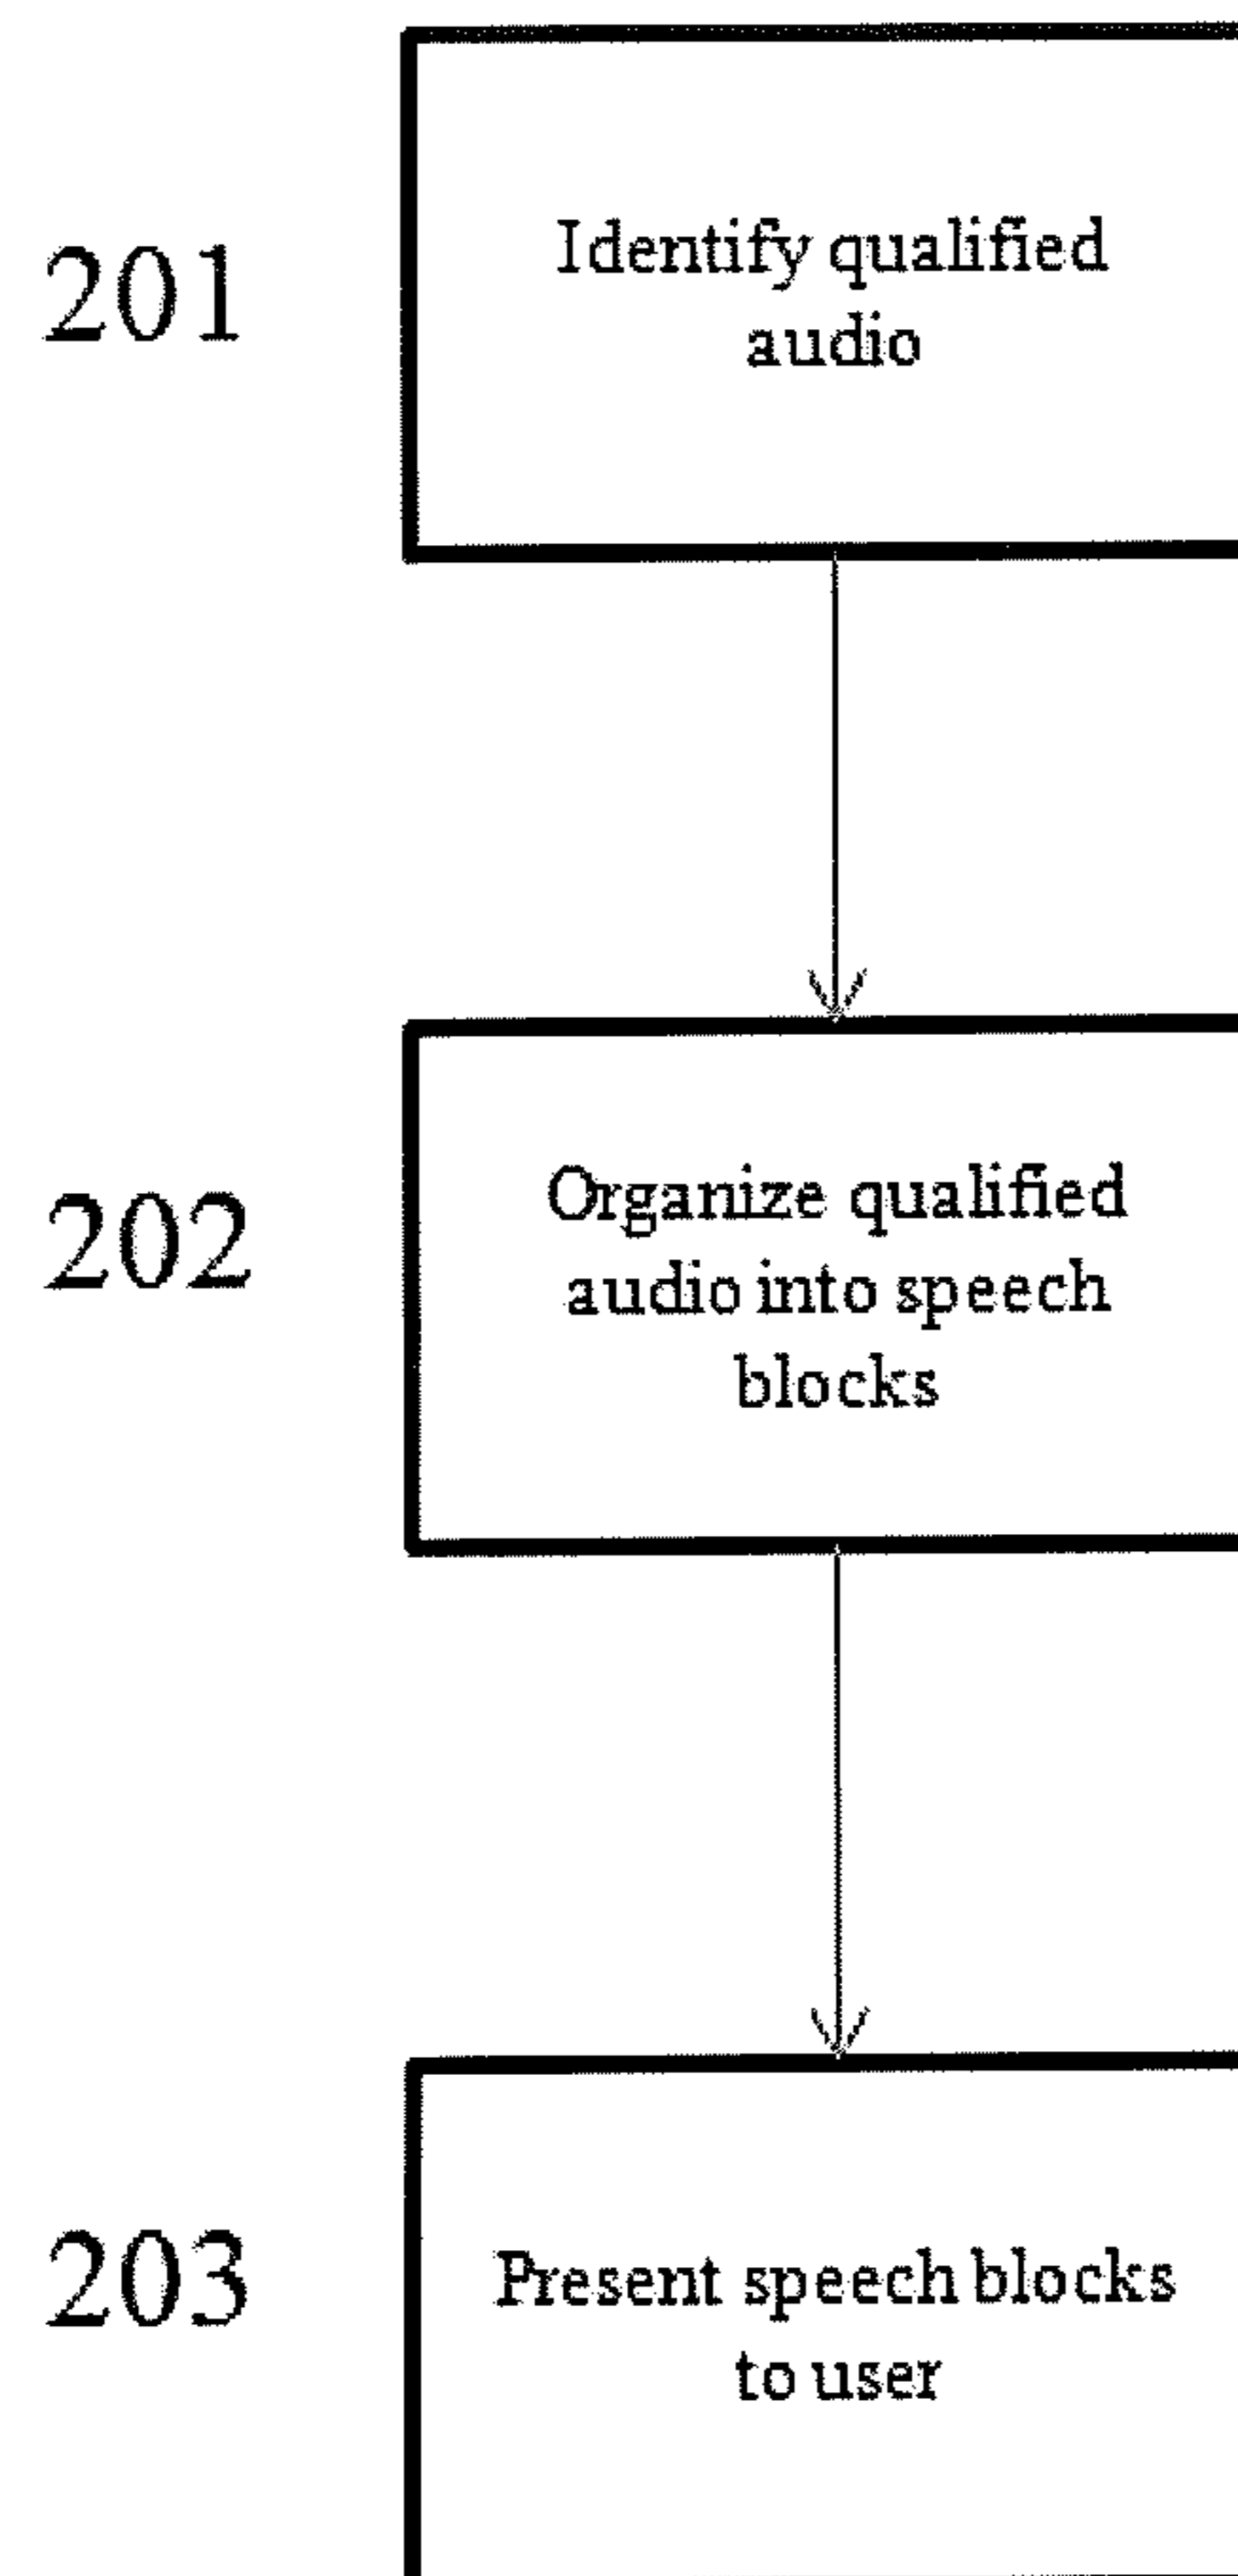 201
Identify qualified
audio
202
Organize qualified
audio into speech
blocks
203
Present speech blocks
to user